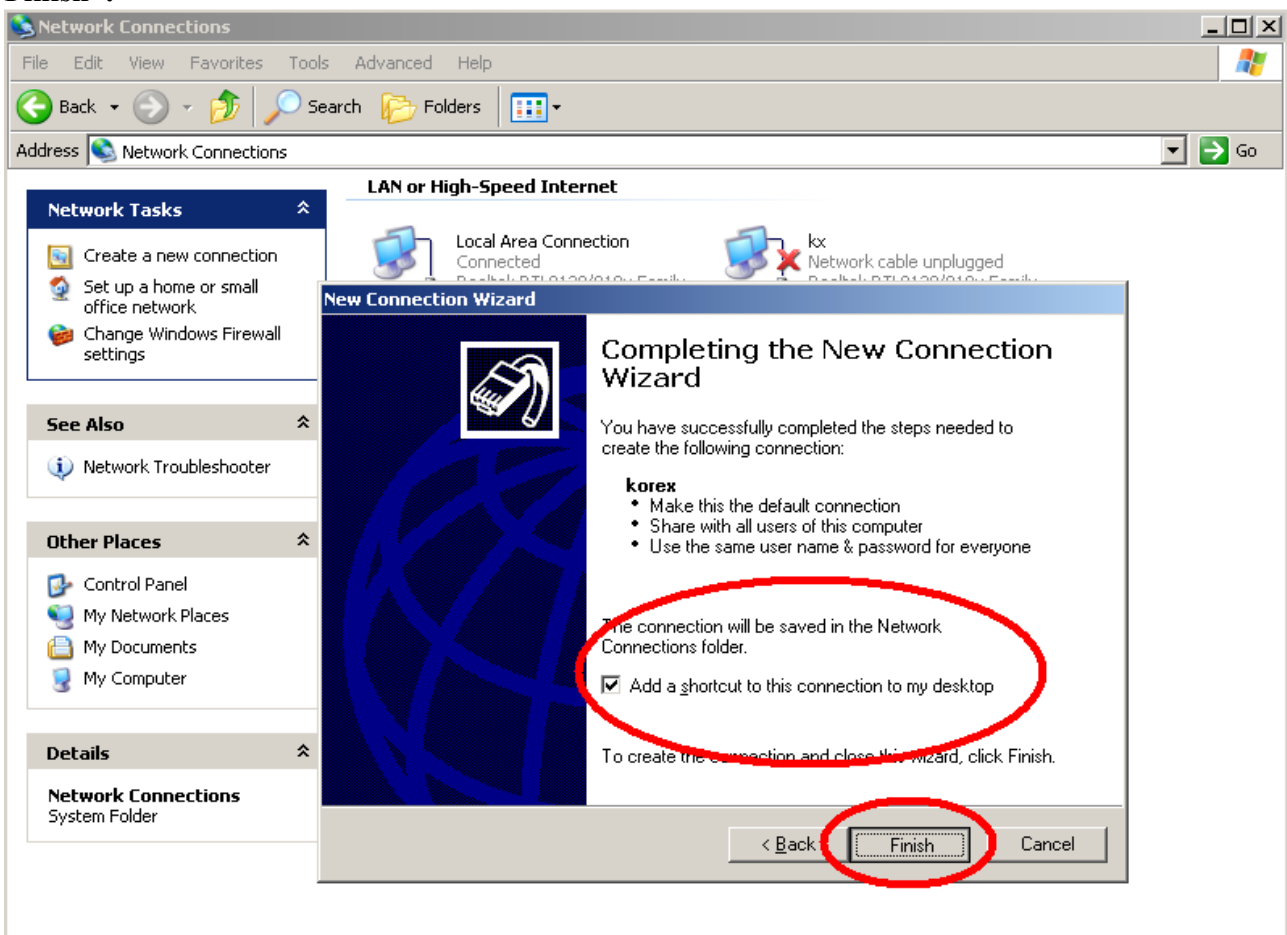 Network Connections
File Edit View Favorites Tools Advanced Help
Back Search Folders
Address Network Connections Go
LAN or High-Speed Internet
Network Tasks
Create a new connection
Set up a home or small
office network
Change Windows Firewall
settings
Local Area Connection
Connected
kx
Network cable unplugged
See Also
Network Troubleshooter
Other Places
Control Panel
My Network Places
My Documents
My Computer
Details
Network Connections
System Folder
New Connection Wizard
Completing the New Connection
Wizard
You have successfully completed the steps needed to
create the following connection:
korex
• Make this the default connection
• Share with all users of this computer
• Use the same user name & password for everyone
The connection will be saved in the Network
Connections folder.
Add a shortcut to this connection to my desktop
To create the connection and close this wizard, click Finish.
< Back Finish Cancel